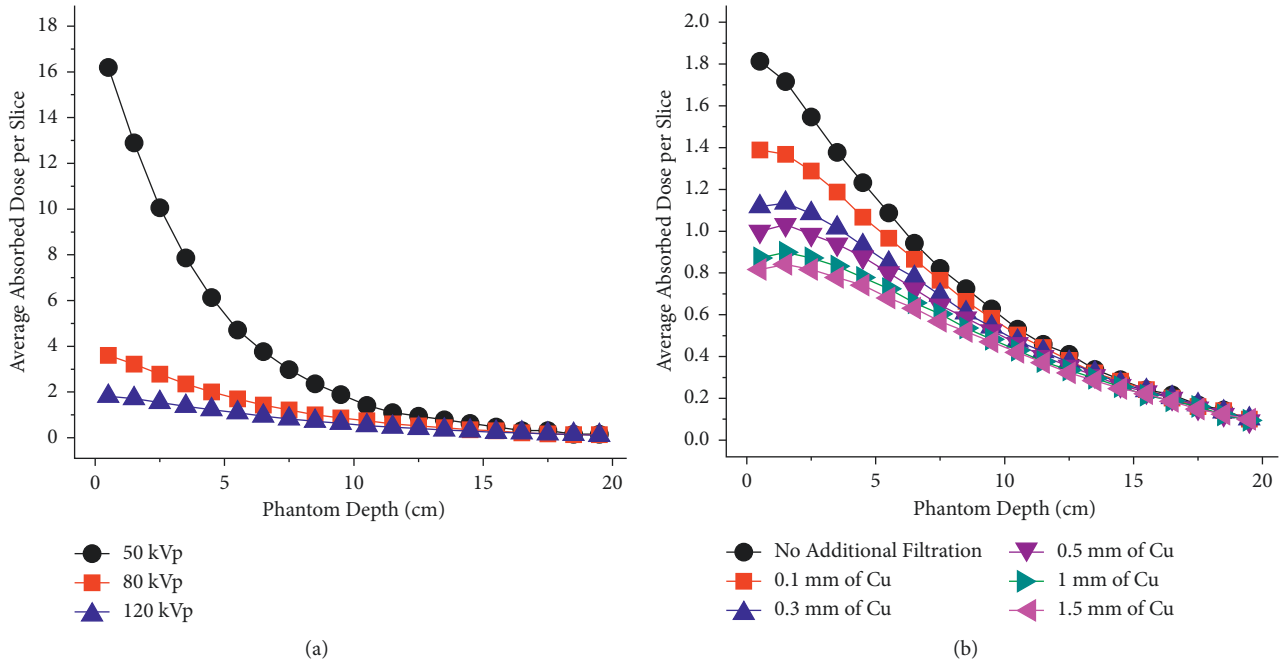 18
16
14
12
10
8
6
4
2
0
Average Absorbed Dose per Slice
0 5 10 15 20
Phantom Depth (cm)
50 kVp
80 kVp
120 kVp
(a)
2.0
1.8
1.6
1.4
1.2
1.0
0.8
0.6
0.4
0.2
0.0
Average Absorbed Dose per Slice
0 5 10 15 20
Phantom Depth (cm)
No Additional Filtration
0.1 mm of Cu
0.3 mm of Cu
0.5 mm of Cu
1 mm of Cu
1.5 mm of Cu
(b)